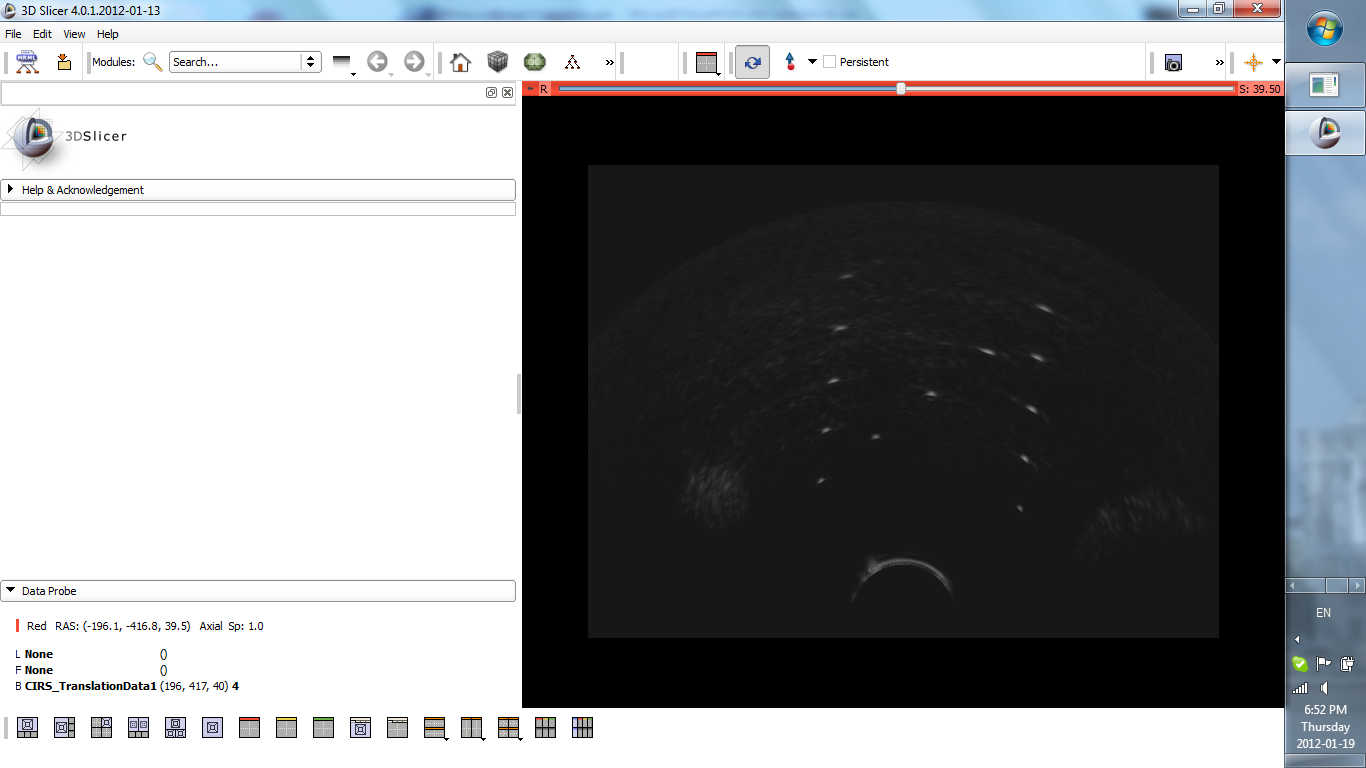 3D Slicer 4.0.1.2012-01-13
File Edit View Help
Modules: Search... » Persistent »
R S: 39.50
3DSlicer
Help & Acknowledgement
Data Probe
Red RAS: (-196.1, -416.8, 39.5) Axial Sp: 1.0
L None ()
F None ()
B CIRS_TranslationData1 (196, 417, 40) 4
EN
6:52 PM
Thursday
2012-01-19